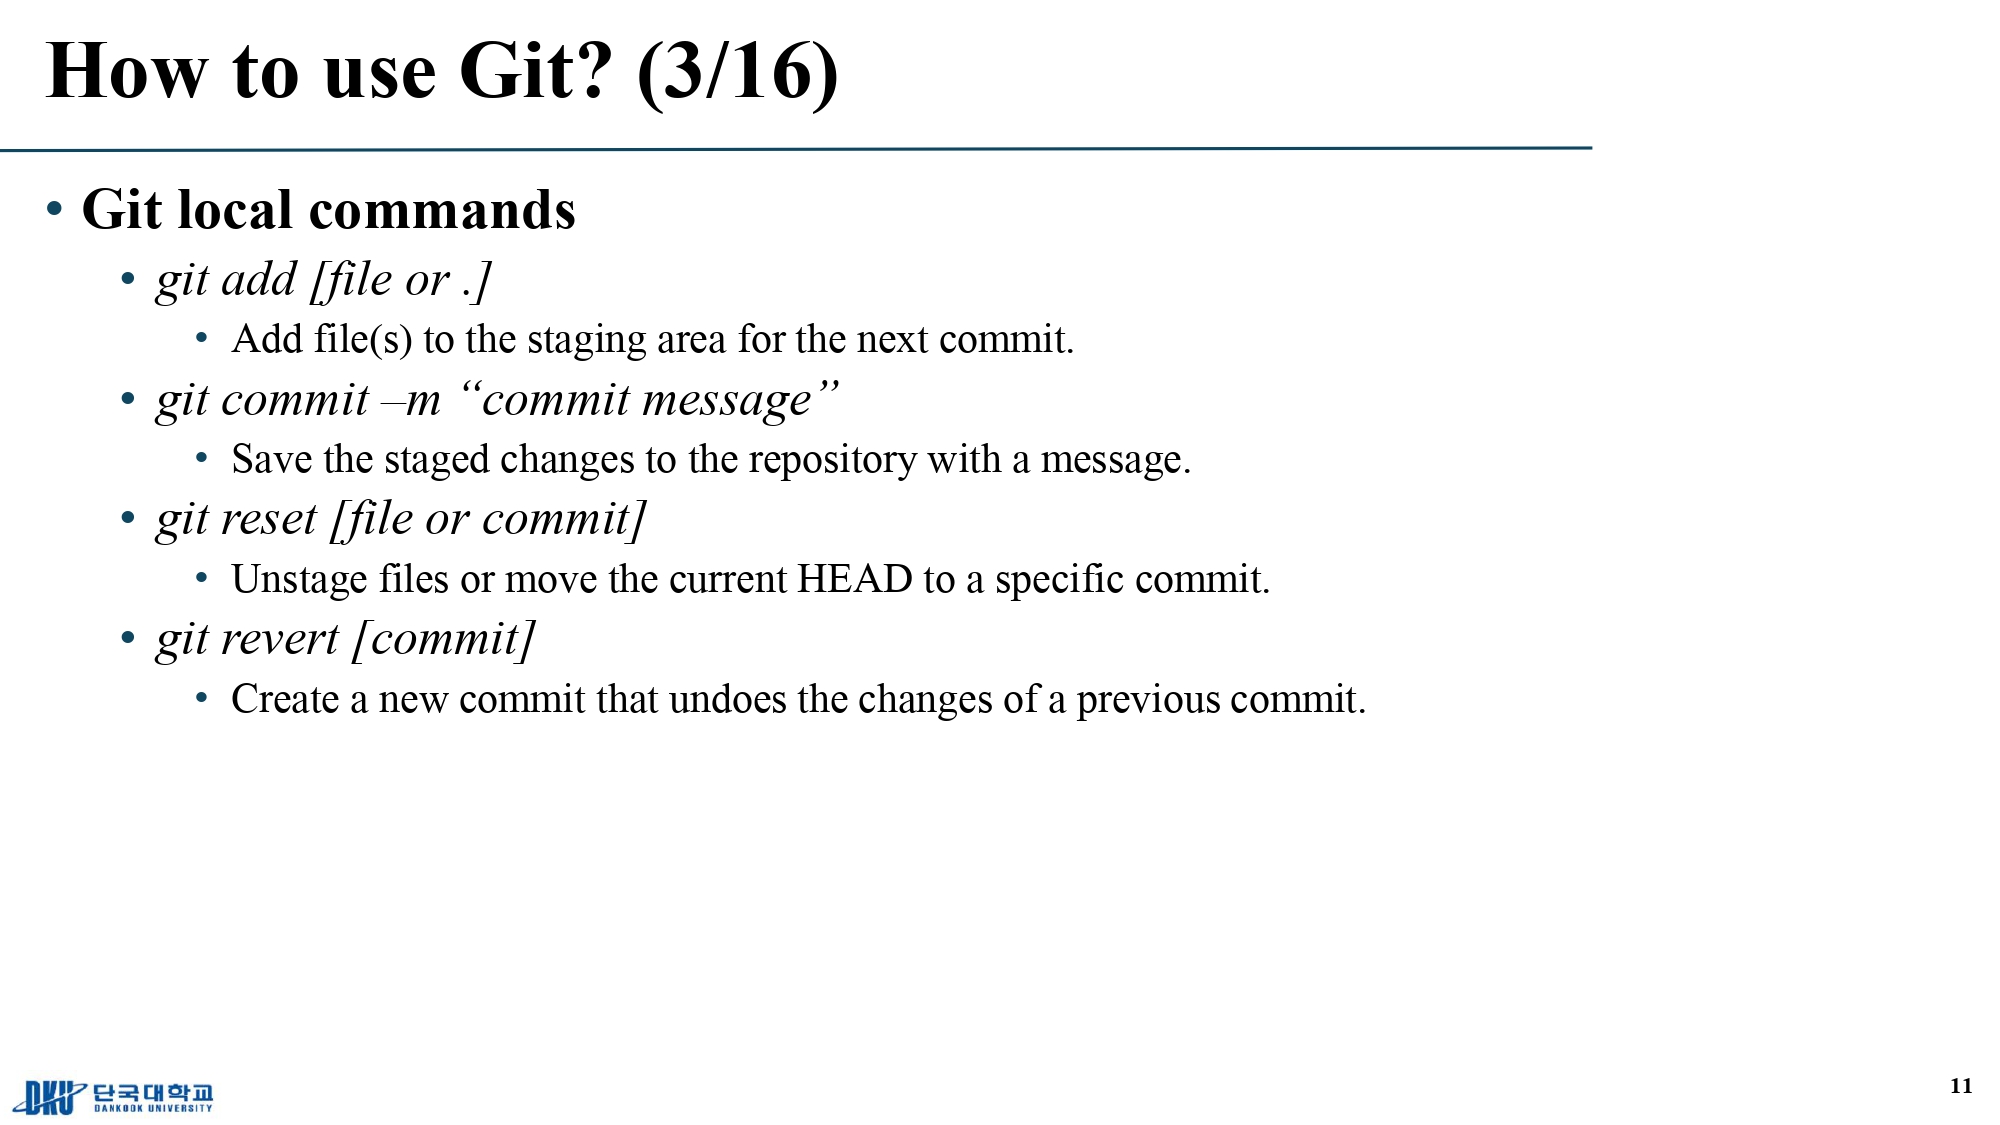 How to use Git? (3/16)
• Git local commands
• git add [file or .]
• Add file(s) to the staging area for the next commit.
• git commit –m “commit message”
• Save the staged changes to the repository with a message.
• git reset [file or commit]
• Unstage files or move the current HEAD to a specific commit.
• git revert [commit]
• Create a new commit that undoes the changes of a previous commit.
DKU 단국대학교
DANKOOK UNIVERSITY
11